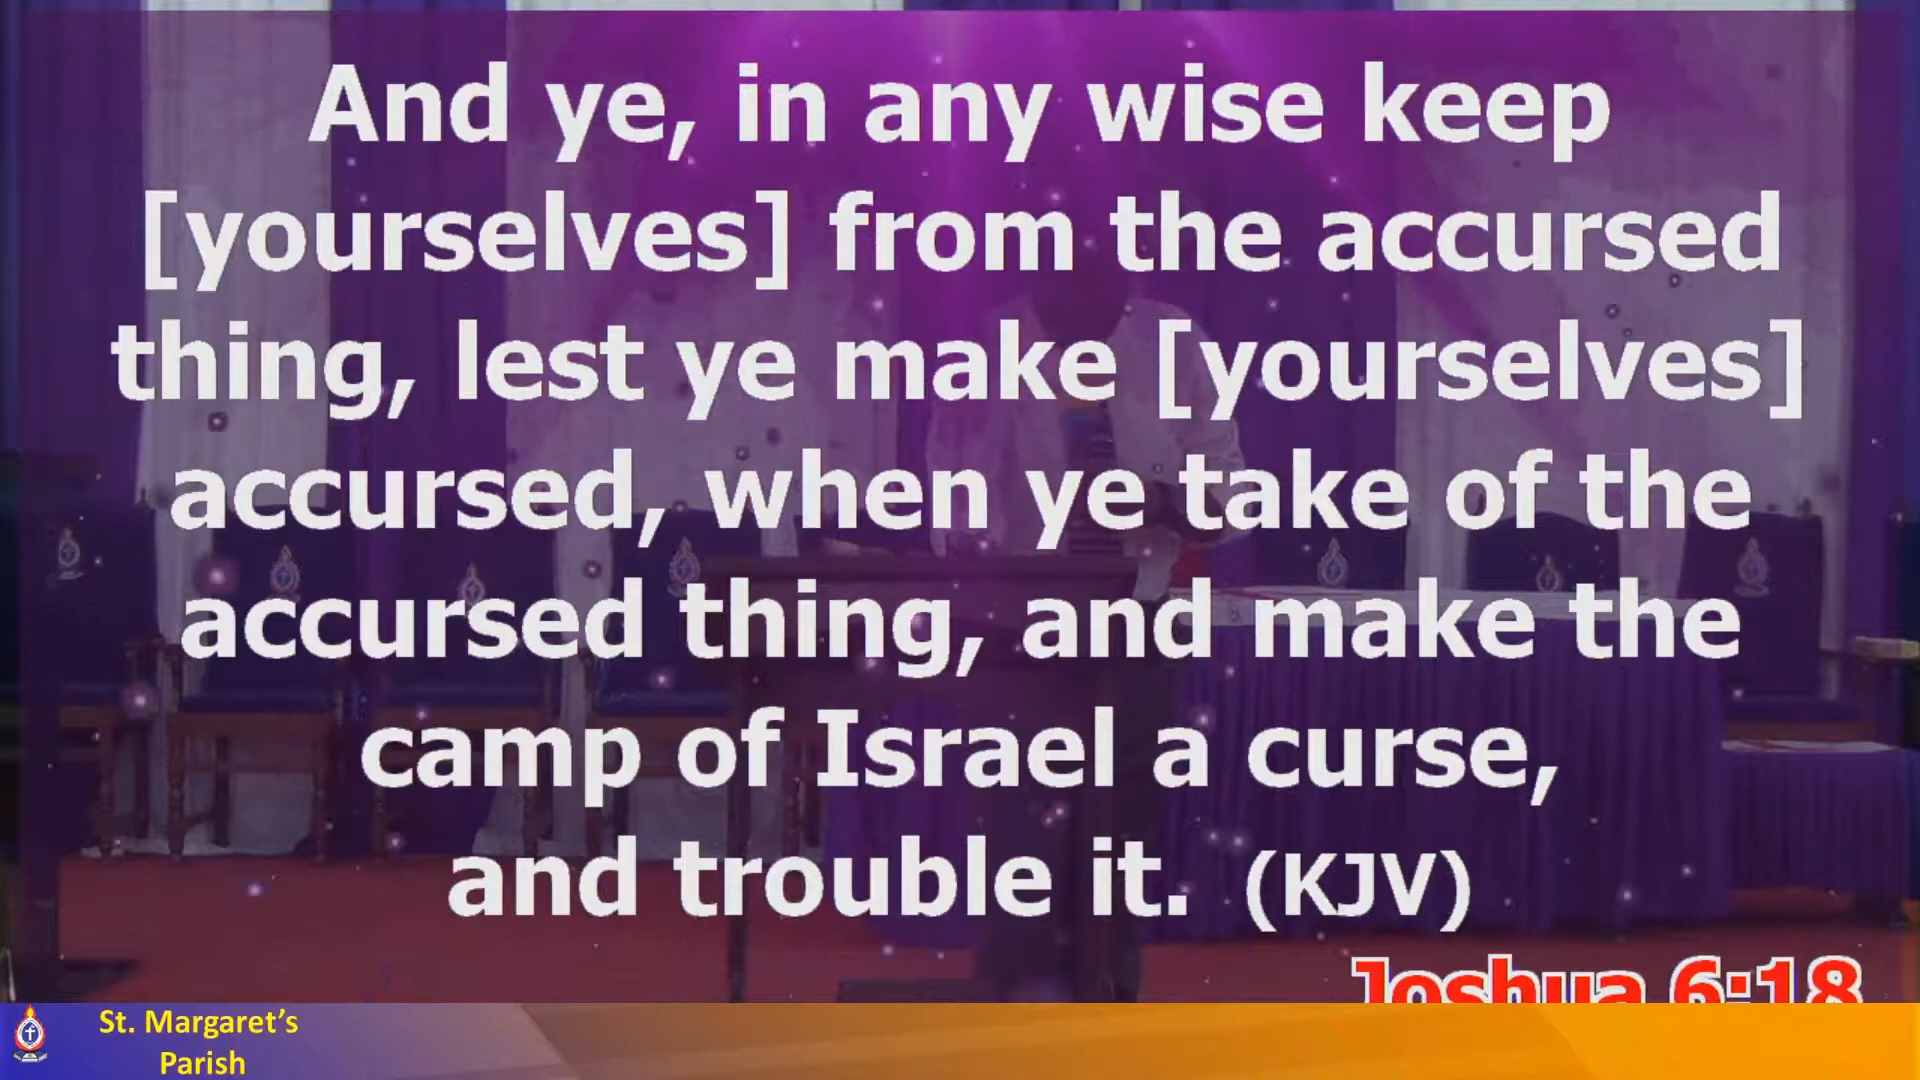 And ye, in any wise keep
[yourselves] from the accursed
thing, lest ye make [yourselves]
accursed, when ye take of the
accursed thing, and make the
camp of Israel a curse,
and trouble it. (KJV)
Joshua 6:18
St. Margaret’s
Parish